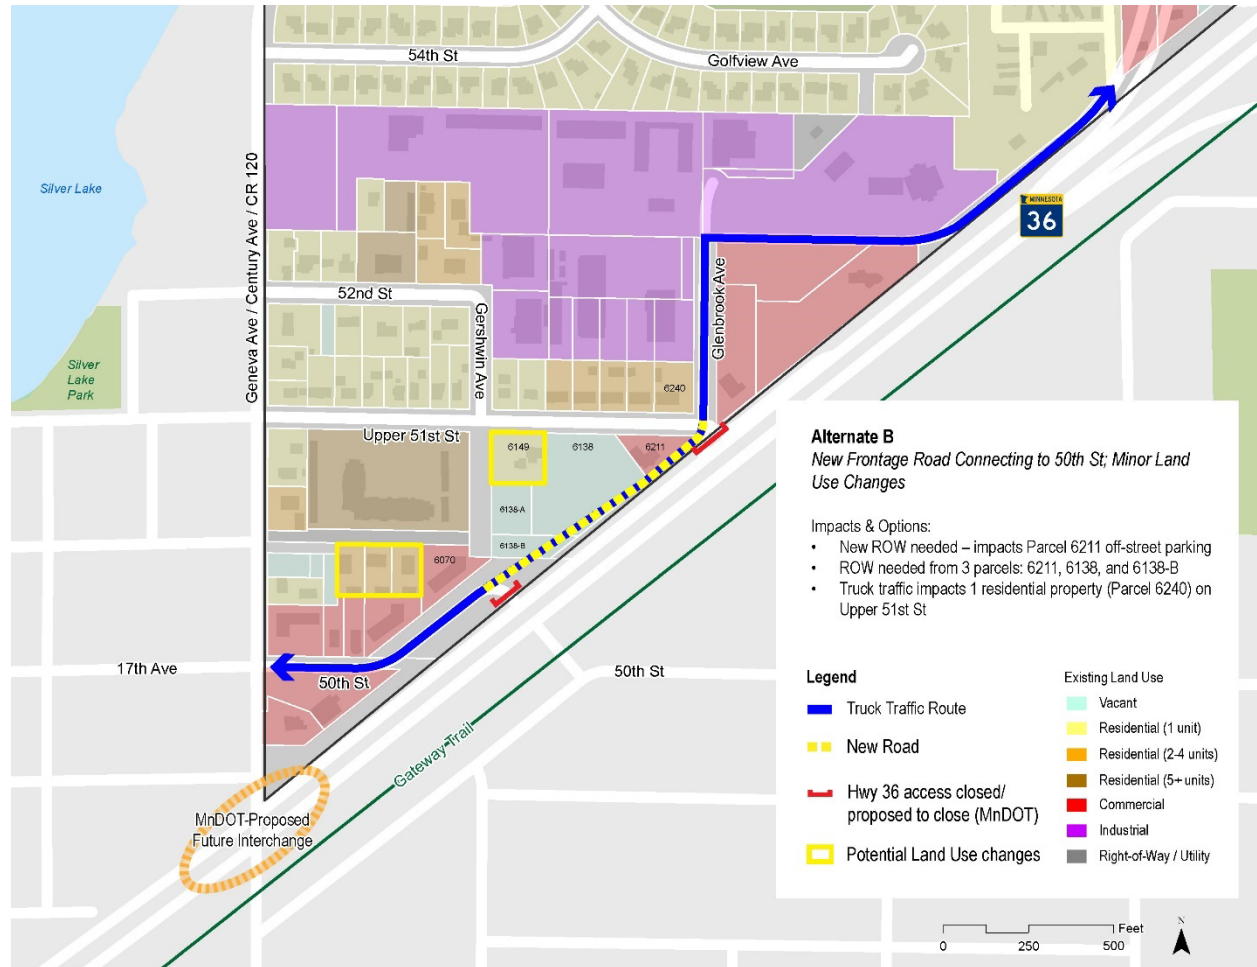 54th St
Golfview Ave
Silver Lake
Geneva Ave / Century Ave / CR 120
MINNESOTA
36
52nd St
Gershwin Ave
Glenbrook Ave
Silver
Lake
Park
6240
Upper 51st St
6149
6138
6211
6138-A
6138-B
6070
17th Ave
50th St
50th St
Gateway Trail
MnDOT-Proposed
Future Interchange
Alternate B
New Frontage Road Connecting to 50th St; Minor Land
Use Changes
Impacts & Options:
• New ROW needed – impacts Parcel 6211 off-street parking
• ROW needed from 3 parcels: 6211, 6138, and 6138-B
• Truck traffic impacts 1 residential property (Parcel 6240) on
Upper 51st St
Legend
Truck Traffic Route
New Road
Hwy 36 access closed/
proposed to close (MnDOT)
Potential Land Use changes
Existing Land Use
Vacant
Residential (1 unit)
Residential (2-4 units)
Residential (5+ units)
Commercial
Industrial
Right-of-Way / Utility
Feet
0 250 500
N